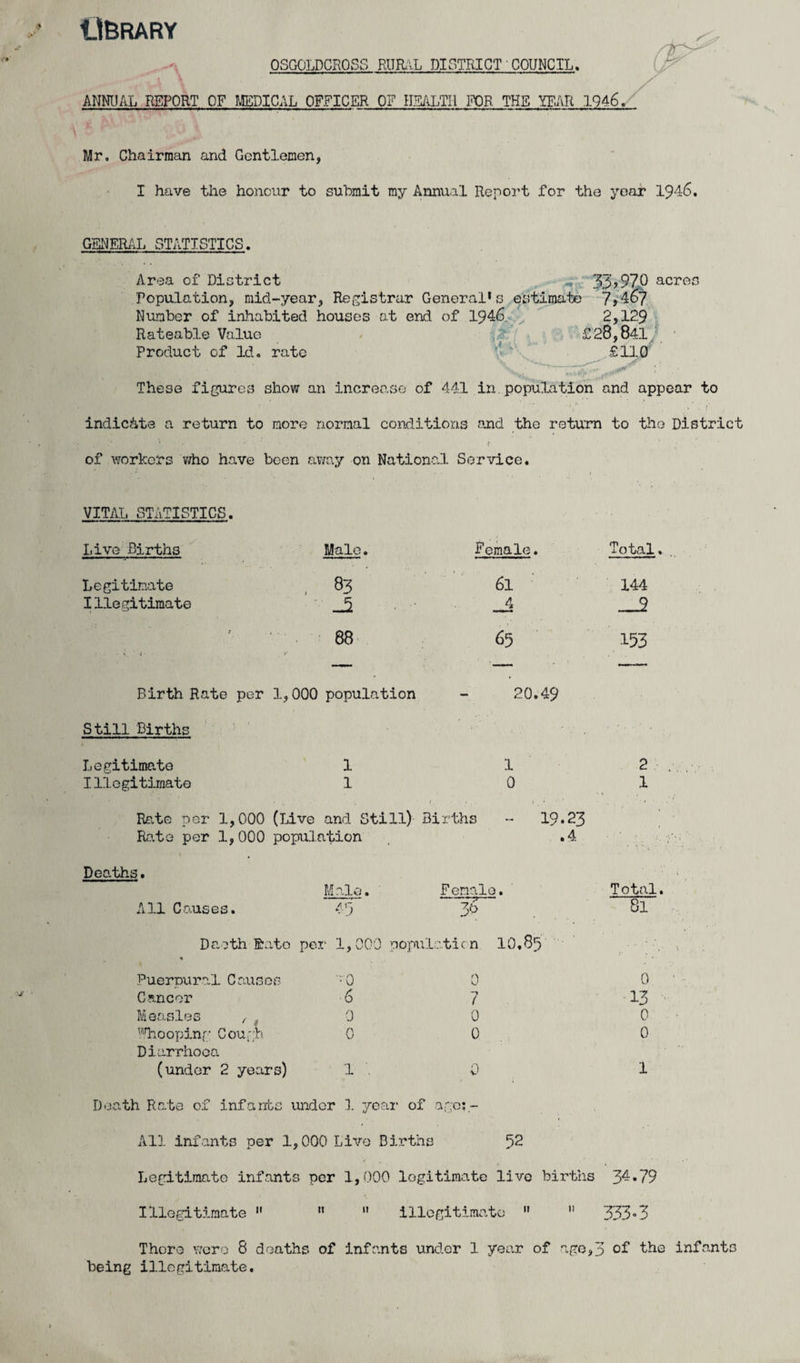 LIBRARY
OSGOLDCROSS RURAL DISTRICT COUNCIL.
ANNUAL REPORT OF MEDICAL OFFICER OF HEALTH FOR THE YEAR 1946.
Mr. Chairman and Gentlemen,
I have the honour to submit my Annual Report for the year 1946.
GENERAL STATISTICS.
Area of District 33,970 acres
Population, mid-year, Registrar General's estimate 7,467
Number of inhabited houses at end of 1946. 2,129
Rateable Value £28,841
Product of 1d. rate £110
These figures show an increase of 441 in population and appear to
indicate a return to more normal conditions and the return to the District
of workers who have been away on National Service.
VITAL STATISTICS.
Live Births Male. Female. Total.
Legitimate 83 61 144
Illegitimate 5 4 9
88 65 153
Birth Rate per 1,000 population - 20.49
Still Births
Legitimate 1 1 2
Illegitimate 1 0 1
Rate per 1,000 (Live and Still) Births - 19.23
Rate per 1,000 population .4
Deaths.
Male. Female. Total.
All Causes. 45 36 81
Daeth Rate per 1,000 population 10.85
Puerpural Causes 0 0 0
Cancer 6 7 13
Measles 0 0 0
Whooping Cough 0 0 0
Diarrhoea
(under 2 years) 1 0 1
Death Rate of infants under 1 year of age:-
All infants per 1,000 Live Births 52
Legitimate infants per 1,000 legitimate live births 34.79
Illegitimate " " " illegitimate " " 333.3
There were 8 deaths of infants under 1 year of age,3 of the infants
being illegitimate.